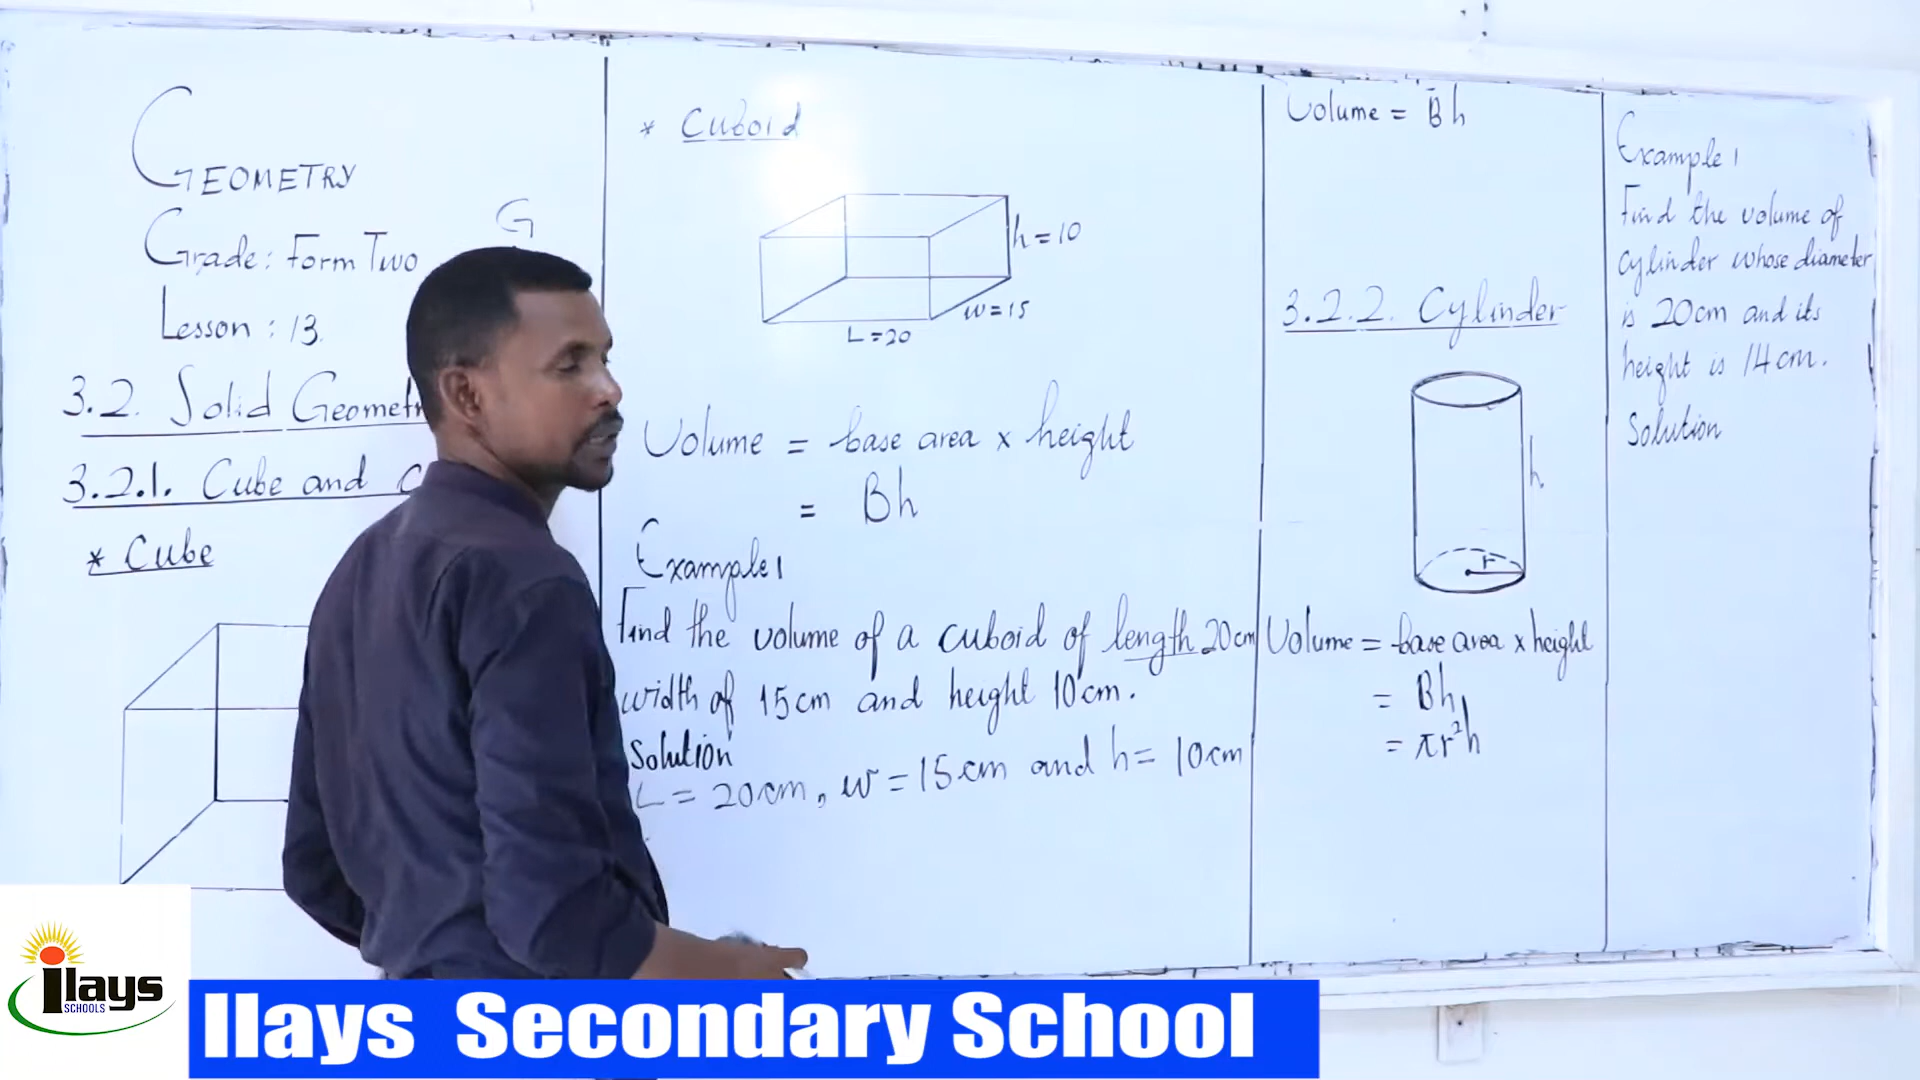 GEOMETRY
Grade: Form Two
G
Lesson: 13.
3.2. Solid Geometr
3.2.1. Cube and C
* Cube
* Cuboid
h = 10
w = 15
L = 20
Volume = base area x height
= Bh
Example 1
Find the volume of a cuboid of length 20cm
width of 15cm and height 10cm.
Solution
L = 20cm, w = 15cm and h = 10cm
Volume = Bh
3.2.2. Cylinder
h
r
Volume = base area x height
= Bh
= πr²h
Example 1
Find the volume of
cylinder whose diameter
is 20cm and its
height is 14cm.
Solution
ilays
SCHOOLS
Ilays Secondary School